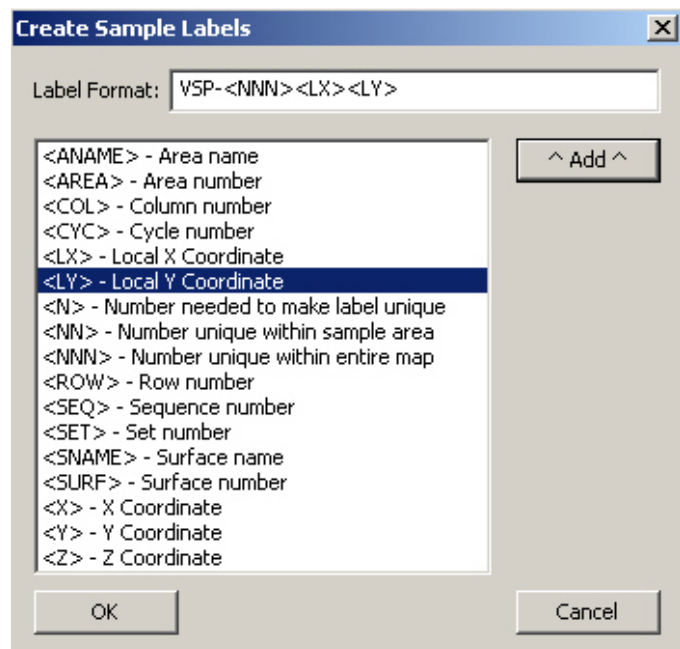 Create Sample Labels
Label Format: VSP-<NNN><LX><LY>
^ Add ^
<ANAME> - Area name
<AREA> - Area number
<COL> - Column number
<CYC> - Cycle number
<LX> - Local X Coordinate
<LY> - Local Y Coordinate
<N> - Number needed to make label unique
<NN> - Number unique within sample area
<NNN> - Number unique within entire map
<ROW> - Row number
<SEQ> - Sequence number
<SET> - Set number
<SNAME> - Surface name
<SURF> - Surface number
<X> - X Coordinate
<Y> - Y Coordinate
<Z> - Z Coordinate
OK
Cancel